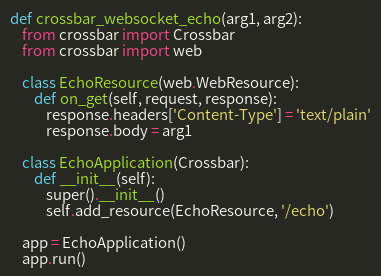 def crossbar_websocket_echo(arg1, arg2):
    from crossbar import Crossbar
    from crossbar import web

    class EchoResource(web.WebResource):
        def on_get(self, request, response):
            response.headers['Content-Type'] = 'text/plain'
            response.body = arg1

    class EchoApplication(Crossbar):
        def __init__(self):
            super().__init__()
            self.add_resource(EchoResource, '/echo')

    app = EchoApplication()
    app.run()